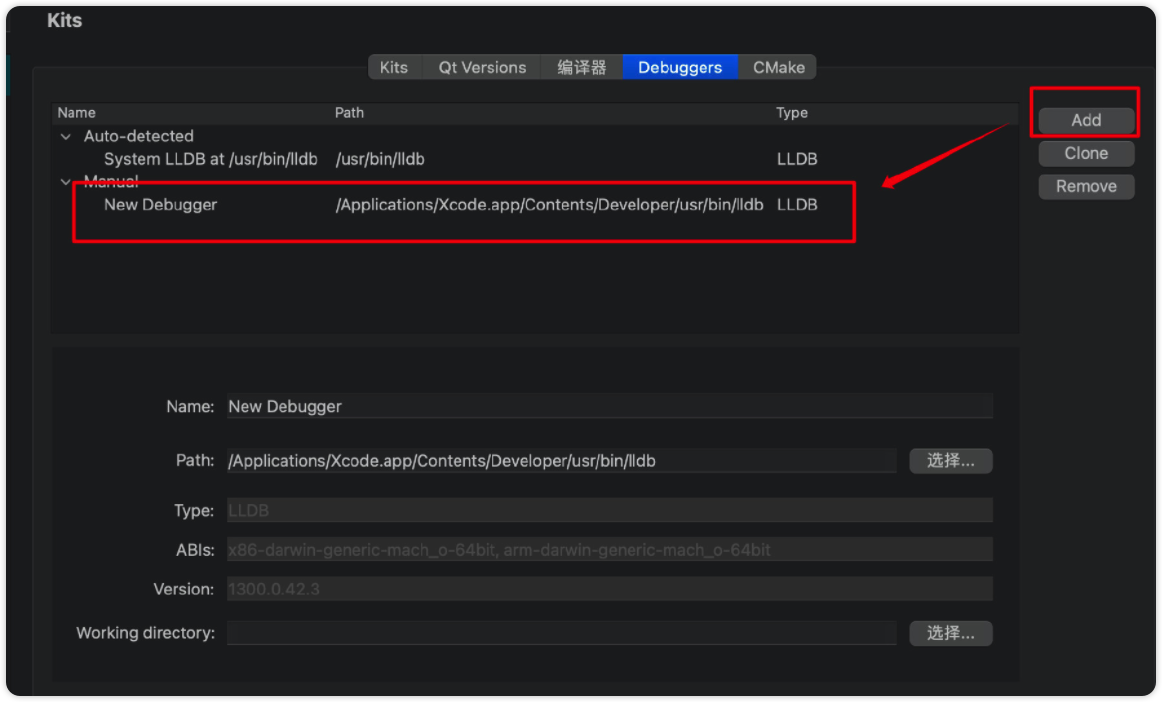 Kits
Kits Qt Versions 编译器 Debuggers CMake
Name Path Type
Auto-detected
System LLDB at /usr/bin/lldb /usr/bin/lldb LLDB
Manual
New Debugger /Applications/Xcode.app/Contents/Developer/usr/bin/lldb LLDB
Add
Clone
Remove
Name: New Debugger
Path: /Applications/Xcode.app/Contents/Developer/usr/bin/lldb 选择...
Type: LLDB
ABIs: x86-darwin-generic-mach_o-64bit, arm-darwin-generic-mach_o-64bit
Version: 1300.0.42.3
Working directory: 选择...